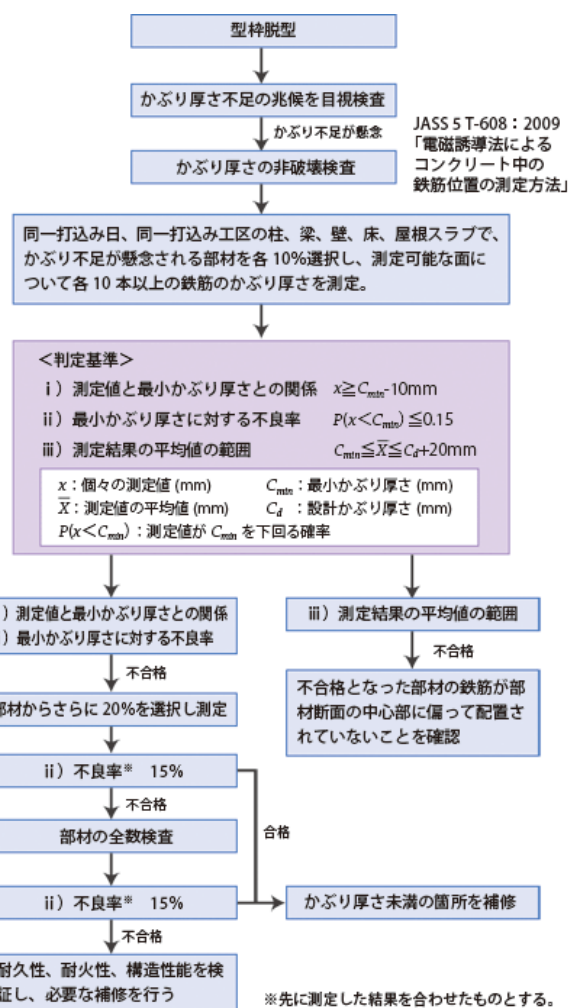 型枠脱型
かぶり厚さ不足の兆候を目視検査
かぶり不足が懸念
かぶり厚さの非破壊検査
JASS 5 T-608：2009
「電磁誘導法による
コンクリート中の
鉄筋位置の測定方法」
同一打込み日、同一打込み工区の柱、梁、壁、床、屋根スラブで、
かぶり不足が懸念される部材を各10%選択し、測定可能な面に
ついて各10本以上の鉄筋のかぶり厚さを測定。
＜判定基準＞
ⅰ）測定値と最小かぶり厚さとの関係 x≧Cmin-10mm
ⅱ）最小かぶり厚さに対する不良率 P(x＜Cmin)≦0.15
ⅲ）測定結果の平均値の範囲 Cmin≦X̅≦Cd+20mm
x：個々の測定値(mm) Cmin：最小かぶり厚さ(mm)
X̅：測定値の平均値(mm) Cd：設計かぶり厚さ(mm)
P(x＜Cmin)：測定値が Cmin を下回る確率
）測定値と最小かぶり厚さとの関係
）最小かぶり厚さに対する不良率
不合格
部材からさらに20%を選択し測定
ⅱ）不良率※ 15%
不合格
部材の全数検査
ⅱ）不良率※ 15%
不合格
耐久性、耐火性、構造性能を検
証し、必要な補修を行う
ⅲ）測定結果の平均値の範囲
不合格
不合格となった部材の鉄筋が部
材断面の中心部に偏って配置さ
れていないことを確認
合格
かぶり厚さ未満の箇所を補修
※先に測定した結果を合わせたものとする。